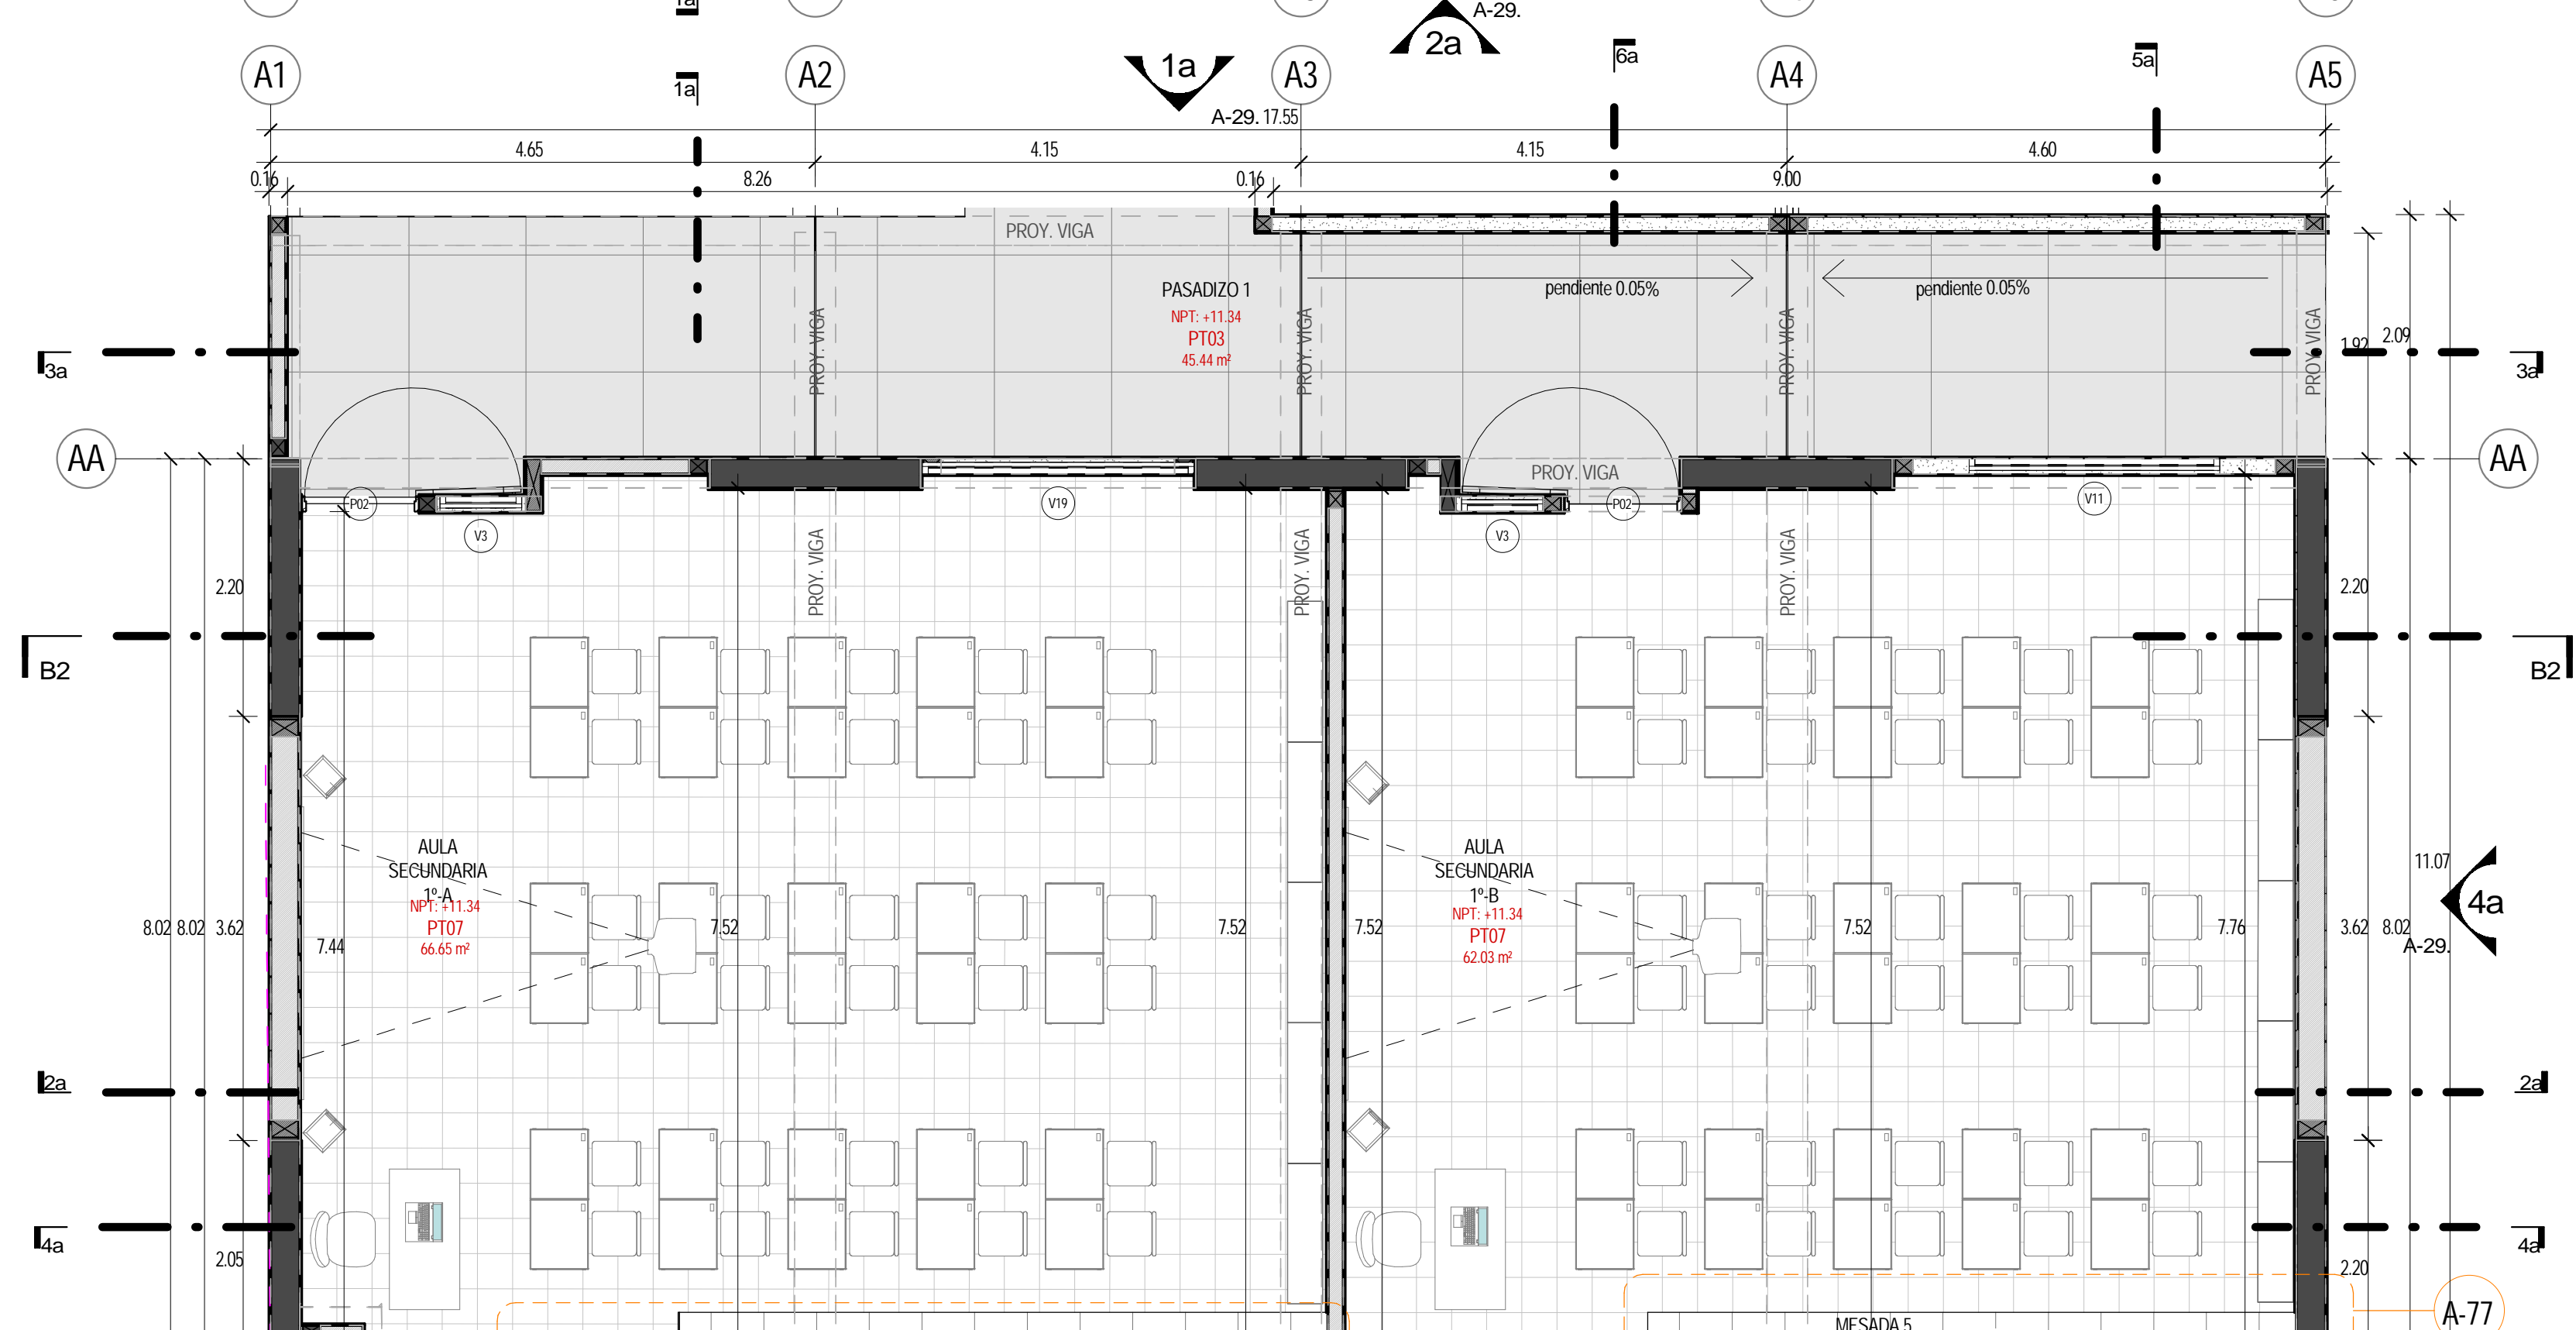 1a
A-29.
2a
A1
1a
A2
1a
A3
6a
A4
5a
A5
A-29. 17.55
4.65
4.15
4.15
4.60
0.16
8.26
0.16
9.00
PROY. VIGA
PASADIZO 1
NPT: +11.34
PT03
45.44 m²
pendiente 0.05%
pendiente 0.05%
PROY. VIGA
PROY. VIGA
PROY. VIGA
PROY. VIGA
1.92
2.09
3a
3a
AA
PROY. VIGA
AA
P02
V3
V19
V3
P02
V11
PROY. VIGA
PROY. VIGA
PROY. VIGA
2.20
2.20
B2
B2
AULA
SECUNDARIA
1º-A
NPT: +11.34
PT07
66.65 m²
AULA
SECUNDARIA
1º-B
NPT: +11.34
PT07
62.03 m²
11.07
4a
A-29.
8.02
8.02
3.62
7.44
7.52
7.52
7.52
7.52
7.76
3.62
8.02
2a
2a
4a
4a
2.05
2.20
MESADA 5
A-77